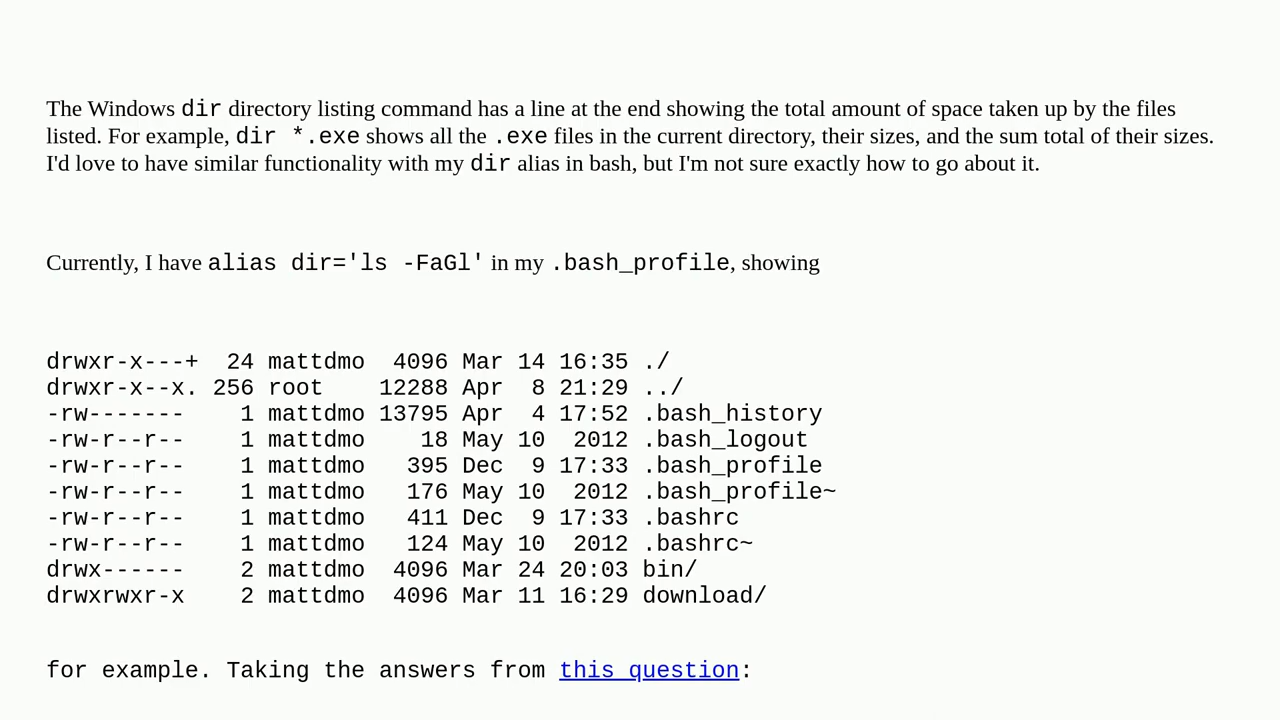 The Windows dir directory listing command has a line at the end showing the total amount of space taken up by the files
listed. For example, dir *.exe shows all the .exe files in the current directory, their sizes, and the sum total of their sizes.
I'd love to have similar functionality with my dir alias in bash, but I'm not sure exactly how to go about it.
Currently, I have alias dir='ls -FaGl' in my .bash_profile, showing
drwxr-x---+  24 mattdmo  4096 Mar 14 16:35 ./
drwxr-x--x. 256 root    12288 Apr  8 21:29 ../
-rw-------    1 mattdmo 13795 Apr  4 17:52 .bash_history
-rw-r--r--    1 mattdmo    18 May 10  2012 .bash_logout
-rw-r--r--    1 mattdmo   395 Dec  9 17:33 .bash_profile
-rw-r--r--    1 mattdmo   176 May 10  2012 .bash_profile~
-rw-r--r--    1 mattdmo   411 Dec  9 17:33 .bashrc
-rw-r--r--    1 mattdmo   124 May 10  2012 .bashrc~
drwx------    2 mattdmo  4096 Mar 24 20:03 bin/
drwxrwxr-x    2 mattdmo  4096 Mar 11 16:29 download/
for example. Taking the answers from this question: